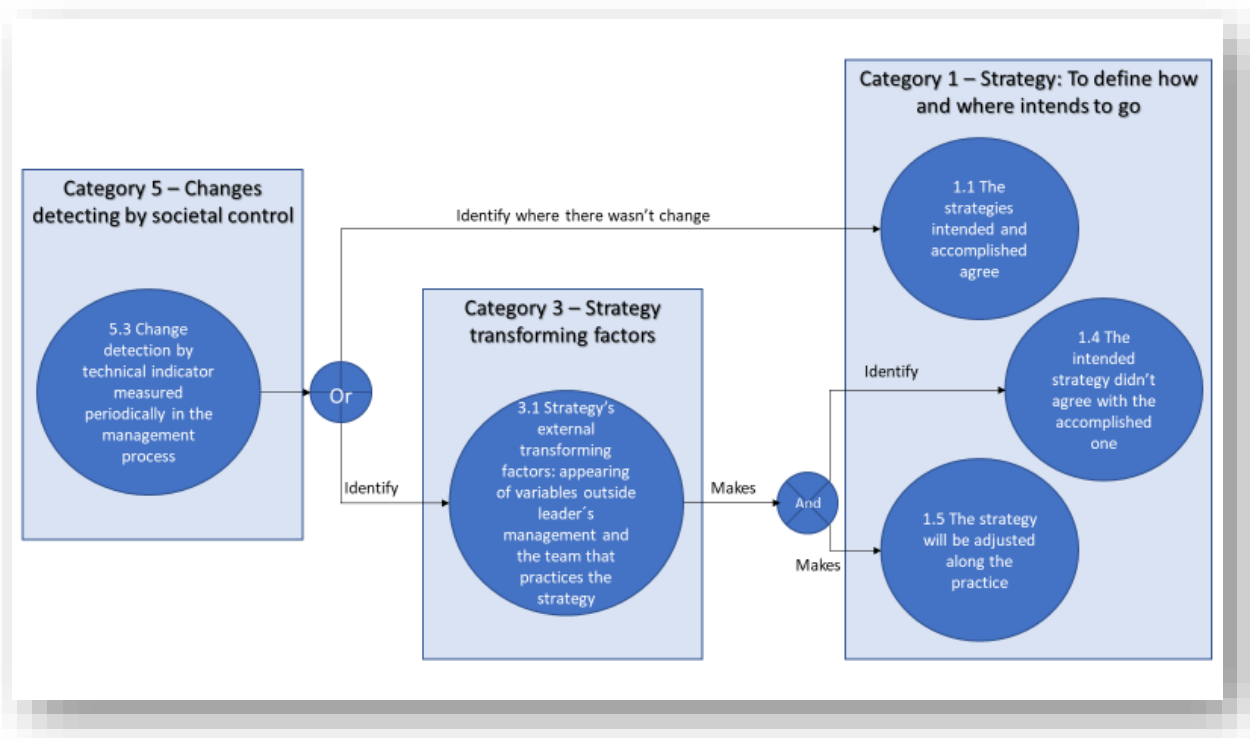 Category 5 – Changes
detecting by societal control
5.3 Change
detection by
technical indicator
measured
periodically in the
management
process
Or
Identify where there wasn't change
Identify
Category 3 – Strategy
transforming factors
3.1 Strategy's
external
transforming
factors: appearing
of variables outside
leader´s
management and
the team that
practices the
strategy
Makes
And
Identify
Makes
Category 1 – Strategy: To define how
and where intends to go
1.1 The
strategies
intended and
accomplished
agree
1.4 The
intended
strategy didn't
agree with the
accomplished
one
1.5 The strategy
will be adjusted
along the
practice